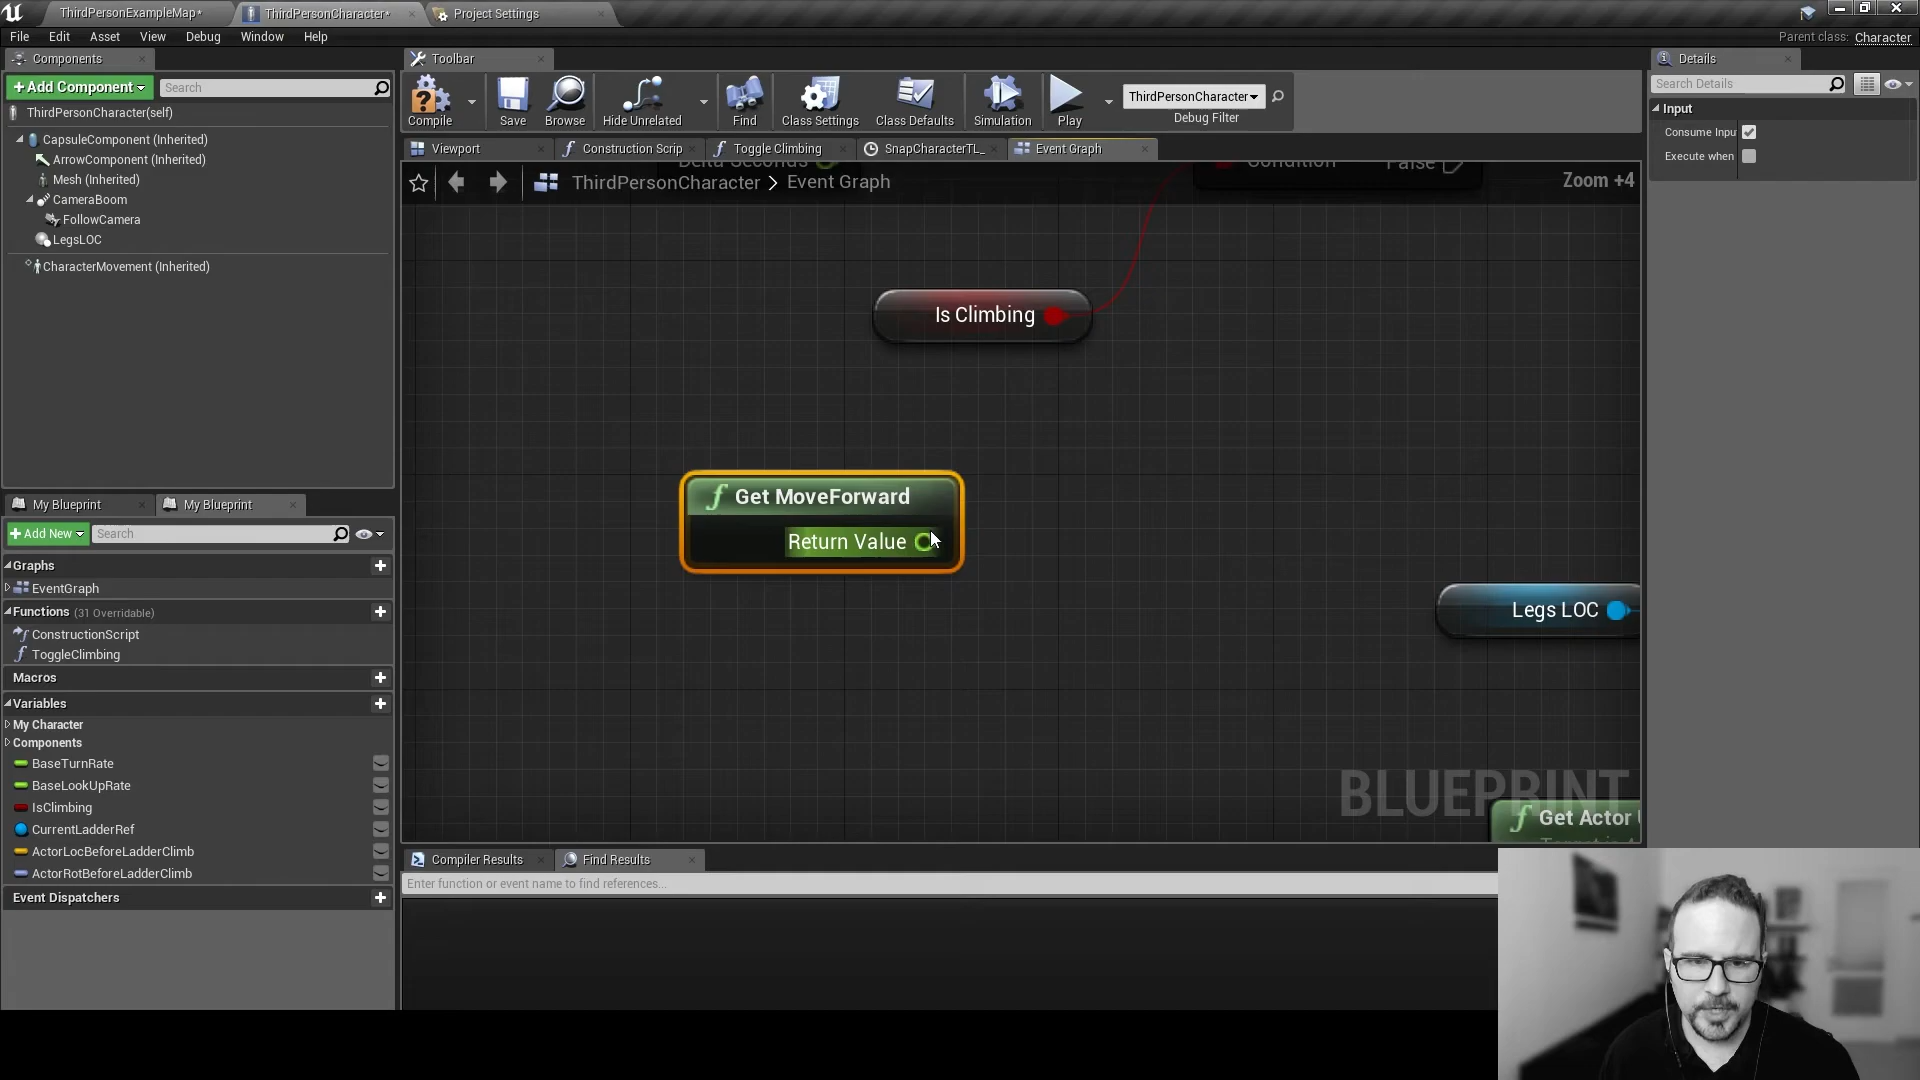 ThirdPersonExampleMap*
ThirdPersonCharacter*
Project Settings
File
Edit
Asset
View
Debug
Window
Help
Parent class:
Character
Components
Toolbar
Details
+Add Component
Search
Compile
Save
Browse
Hide Unrelated
Find
Class Settings
Class Defaults
Simulation
Play
ThirdPersonCharacter
Debug Filter
Search Details
ThirdPersonCharacter(self)
CapsuleComponent (Inherited)
ArrowComponent (Inherited)
Mesh (Inherited)
CameraBoom
FollowCamera
LegsLOC
CharacterMovement (Inherited)
Input
Consume Inpu
Execute when
Viewport
Construction Scrip
Toggle Climbing
SnapCharacterTL_
Event Graph
Delta Seconds
Condition
False
ThirdPersonCharacter > Event Graph
Zoom +4
Is Climbing
f Get MoveForward
Return Value
Legs LOC
BLUEPRINT
f Get Actor
My Blueprint
My Blueprint
+Add New
Search
Graphs
EventGraph
Functions (31 Overridable)
ConstructionScript
ToggleClimbing
Macros
Variables
My Character
Components
BaseTurnRate
BaseLookUpRate
IsClimbing
CurrentLadderRef
ActorLocBeforeLadderClimb
ActorRotBeforeLadderClimb
Event Dispatchers
Compiler Results
Find Results
Enter function or event name to find references...